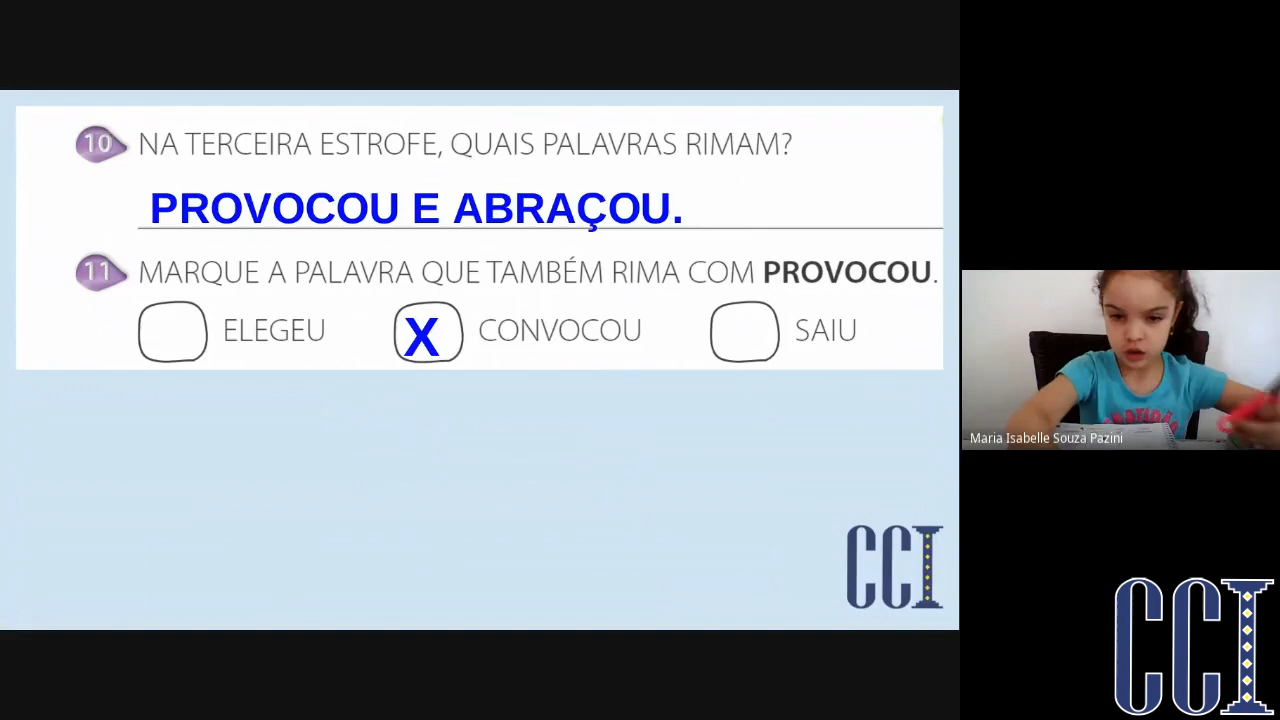 10 NA TERCEIRA ESTROFE, QUAIS PALAVRAS RIMAM?
PROVOCOU E ABRAÇOU.
11 MARQUE A PALAVRA QUE TAMBÉM RIMA COM PROVOCOU.
ELEGEU X CONVOCOU SAIU
CCI
GRATIDÃO
Maria Isabelle Souza Pazini
CCI